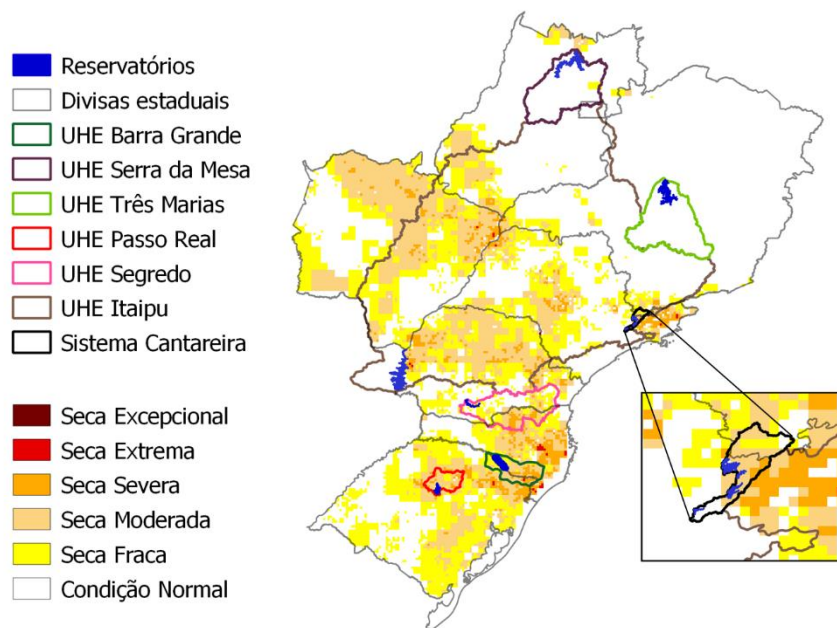 Reservatórios
Divisas estaduais
UHE Barra Grande
UHE Serra da Mesa
UHE Três Marias
UHE Passo Real
UHE Segredo
UHE Itaipu
Sistema Cantareira
Seca Excepcional
Seca Extrema
Seca Severa
Seca Moderada
Seca Fraca
Condição Normal